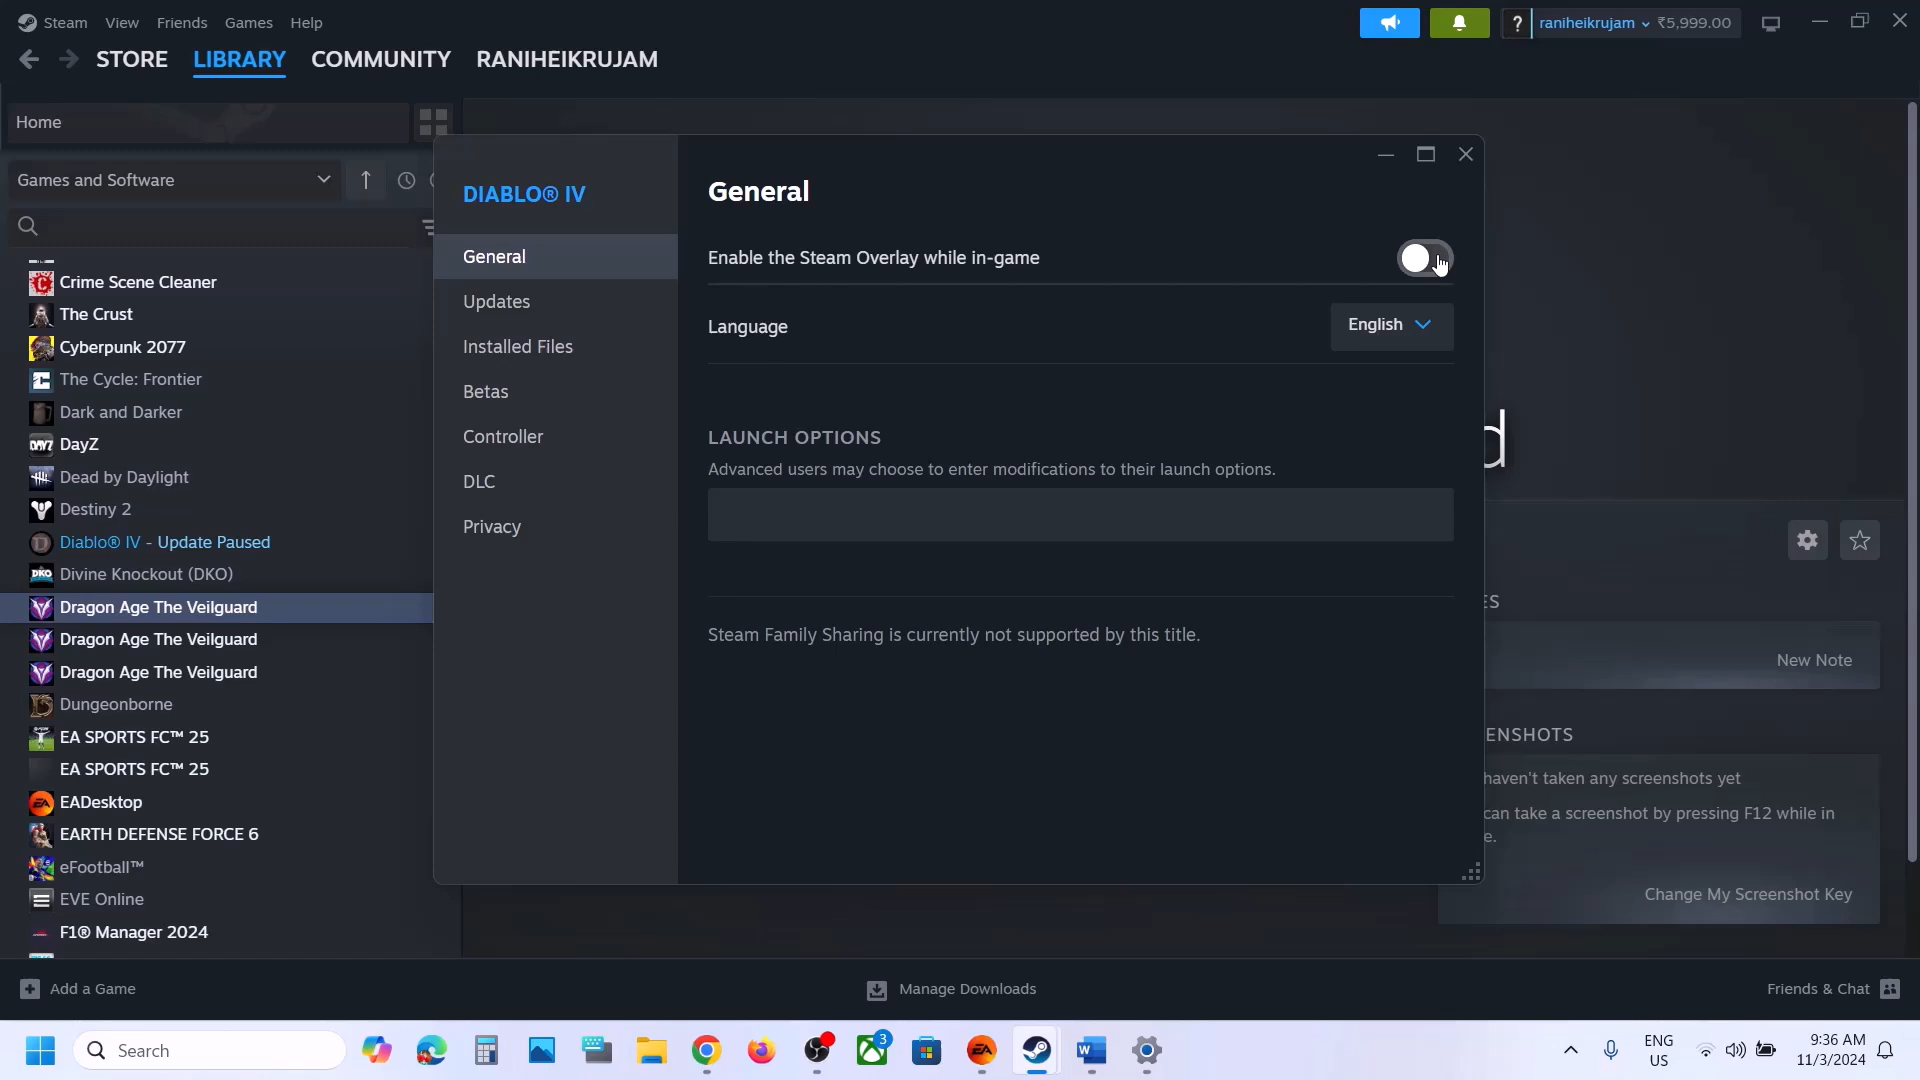 Steam View Friends Games Help
? raniheikrujam ₹5,999.00
STORE LIBRARY COMMUNITY RANIHEIKRUJAM
Home
Games and Software
Crime Scene Cleaner
The Crust
Cyberpunk 2077
The Cycle: Frontier
Dark and Darker
DayZ
Dead by Daylight
Destiny 2
Diablo® IV - Update Paused
Divine Knockout (DKO)
Dragon Age The Veilguard
Dragon Age The Veilguard
Dragon Age The Veilguard
Dungeonborne
EA SPORTS FC™ 25
EA SPORTS FC™ 25
EADesktop
EARTH DEFENSE FORCE 6
eFootball™
EVE Online
F1® Manager 2024
DIABLO® IV
General
Updates
Installed Files
Betas
Controller
DLC
Privacy
General
Enable the Steam Overlay while in-game
Language English
LAUNCH OPTIONS
Advanced users may choose to enter modifications to their launch options.
Steam Family Sharing is currently not supported by this title.
d
ES
New Note
ENSHOTS
haven't taken any screenshots yet
can take a screenshot by pressing F12 while in
e.
Change My Screenshot Key
Add a Game Manage Downloads Friends & Chat
Search
3
ENG
US
9:36 AM
11/3/2024